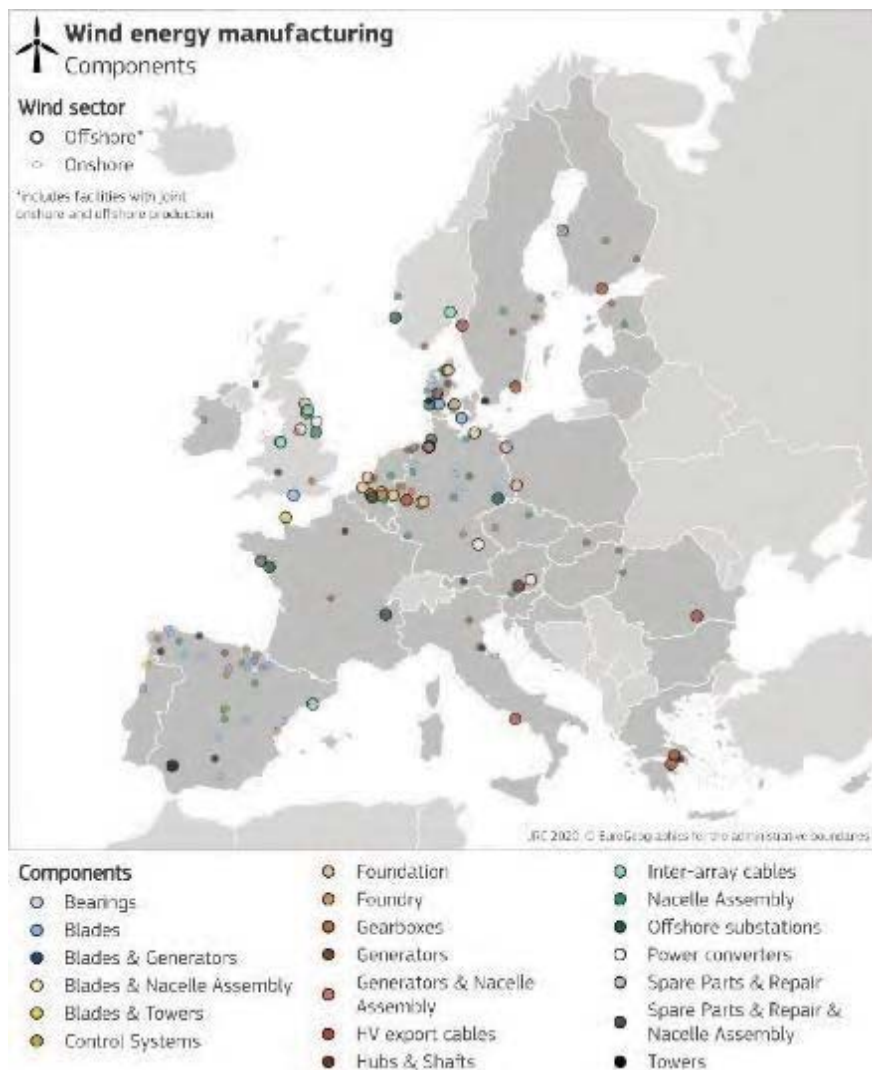 Wind energy manufacturing
Components
Wind sector
Offshore*
Onshore
*includes facilities with joint
onshore and offshore production
JRC 2020, © EuroGeographics for the administrative boundaries
Components
Bearings
Blades
Blades & Generators
Blades & Nacelle Assembly
Blades & Towers
Control Systems
Foundation
Foundry
Gearboxes
Generators
Generators & Nacelle
Assembly
HV export cables
Hubs & Shafts
Inter-array cables
Nacelle Assembly
Offshore substations
Power converters
Spare Parts & Repair
Spare Parts & Repair &
Nacelle Assembly
Towers